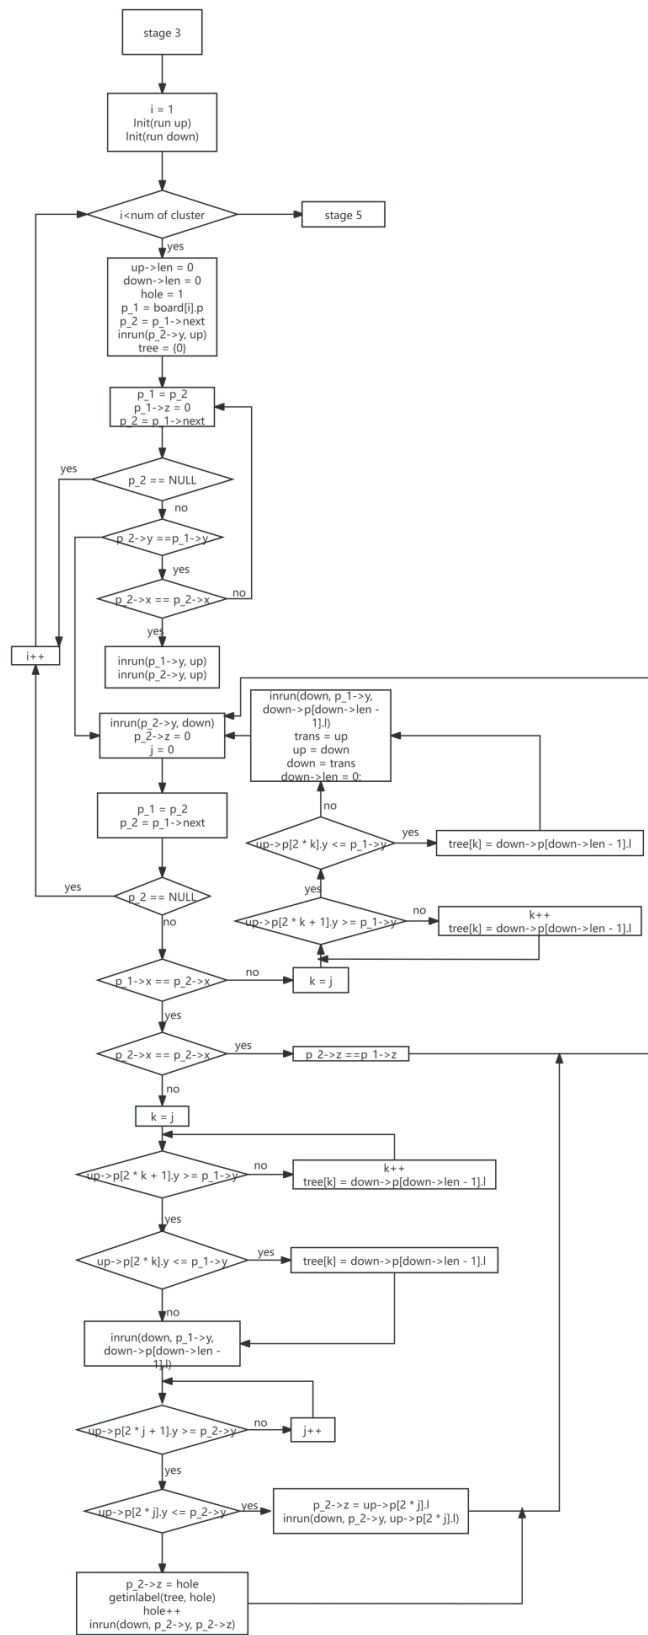 stage 3
i = 1
Init(run up)
Init(run down)
i<num of cluster
stage 5
yes
up->len = 0
down->len = 0
hole = 1
p_1 = board[i].p
p_2 = p_1->next
inrun(p_2->y, up)
tree = {0}
p_1 = p_2
p_1->z = 0
p_2 = p_1->next
yes
p_2 == NULL
no
p_2->y ==p_1->y
yes
p_2->x == p_2->x
no
yes
i++
inrun(p_1->y, up)
inrun(p_2->y, up)
inrun(down, p_1->y,
down->p[down->len -
1].l)
trans = up
up = down
down = trans
down->len = 0;
inrun(p_2->y, down)
p_2->z = 0
j = 0
p_1 = p_2
p_2 = p_1->next
no
up->p[2 * k].y <= p_1->y
yes
tree[k] = down->p[down->len - 1].l
yes
p_2 == NULL
no
yes
up->p[2 * k + 1].y >= p_1->y
no
k++
tree[k] = down->p[down->len - 1].l
p_1->x == p_2->x
no
k = j
yes
p_2->x == p_2->x
yes
p_2->z ==p_1->z
no
k = j
up->p[2 * k + 1].y >= p_1->y
no
k++
tree[k] = down->p[down->len - 1].l
yes
up->p[2 * k].y <= p_1->y
yes
tree[k] = down->p[down->len - 1].l
no
inrun(down, p_1->y,
down->p[down->len -
1].l)
up->p[2 * j + 1].y >= p_2->y
no
j++
yes
up->p[2 * j].y <= p_2->y
yes
p_2->z = up->p[2 * j].l
inrun(down, p_2->y, up->p[2 * j].l)
p_2->z = hole
getinlabel(tree, hole)
hole++
inrun(down, p_2->y, p_2->z)